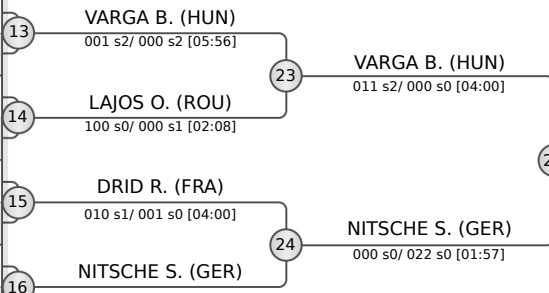 13
VARGA B. (HUN)
001 s2/ 000 s2 [05:56]
23
VARGA B. (HUN)
011 s2/ 000 s0 [04:00]
14
LAJOS O. (ROU)
100 s0/ 000 s1 [02:08]
15
DRID R. (FRA)
010 s1/ 001 s0 [04:00]
24
NITSCHE S. (GER)
000 s0/ 022 s0 [01:57]
16
NITSCHE S. (GER)